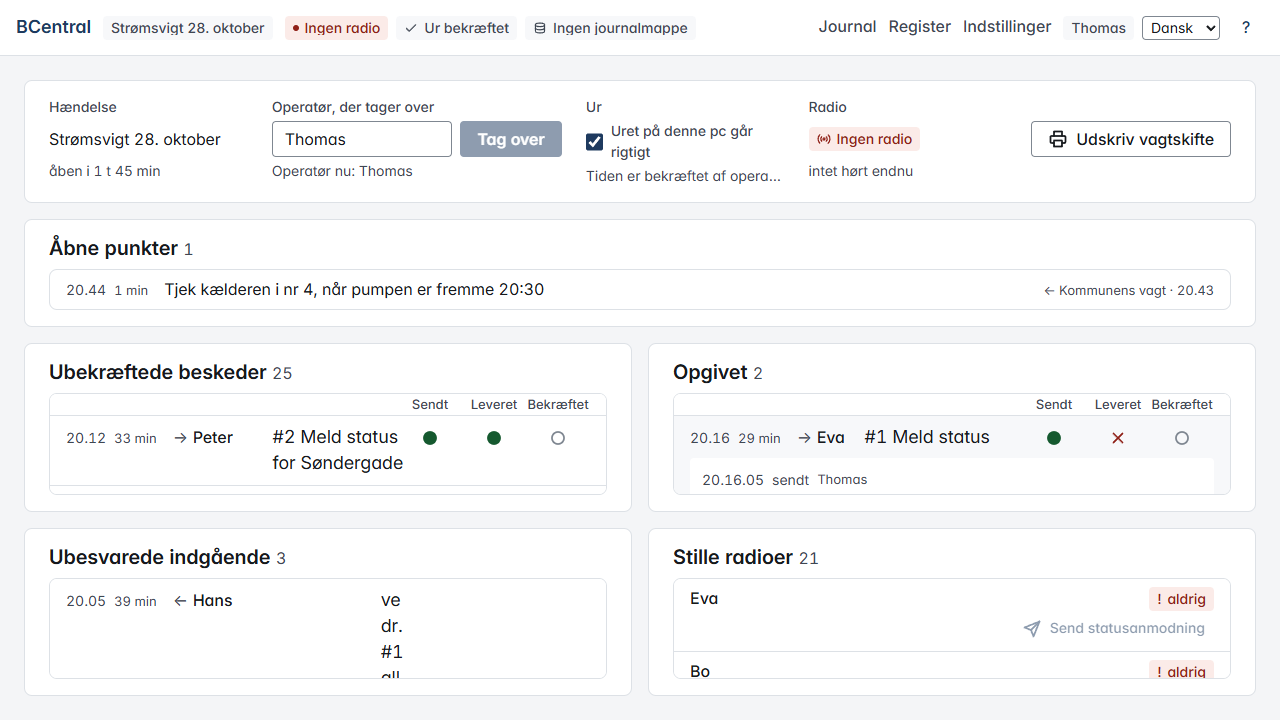 BCentral Strømsvigt 28. oktober Ingen radio Ur bekræftet Ingen journalmappe Journal Register Indstillinger Thomas Dansk ?
Hændelse
Strømsvigt 28. oktober
åben i 1 t 45 min
Operatør, der tager over
Thomas Tag over
Operatør nu: Thomas
Ur
Uret på denne pc går
rigtigt
Tiden er bekræftet af opera...
Radio
Ingen radio
intet hørt endnu
Udskriv vagtskifte
Åbne punkter 1
20.44 1 min Tjek kælderen i nr 4, når pumpen er fremme 20:30 ← Kommunens vagt · 20.43
Ubekræftede beskeder 25
Sendt Leveret Bekræftet
20.12 33 min → Peter #2 Meld status
for Søndergade
Opgivet 2
Sendt Leveret Bekræftet
20.16 29 min → Eva #1 Meld status
20.16.05 sendt Thomas
Ubesvarede indgående 3
20.05 39 min ← Hans ve
dr.
#1
all
Stille radioer 21
Eva ! aldrig
Send statusanmodning
Bo ! aldrig